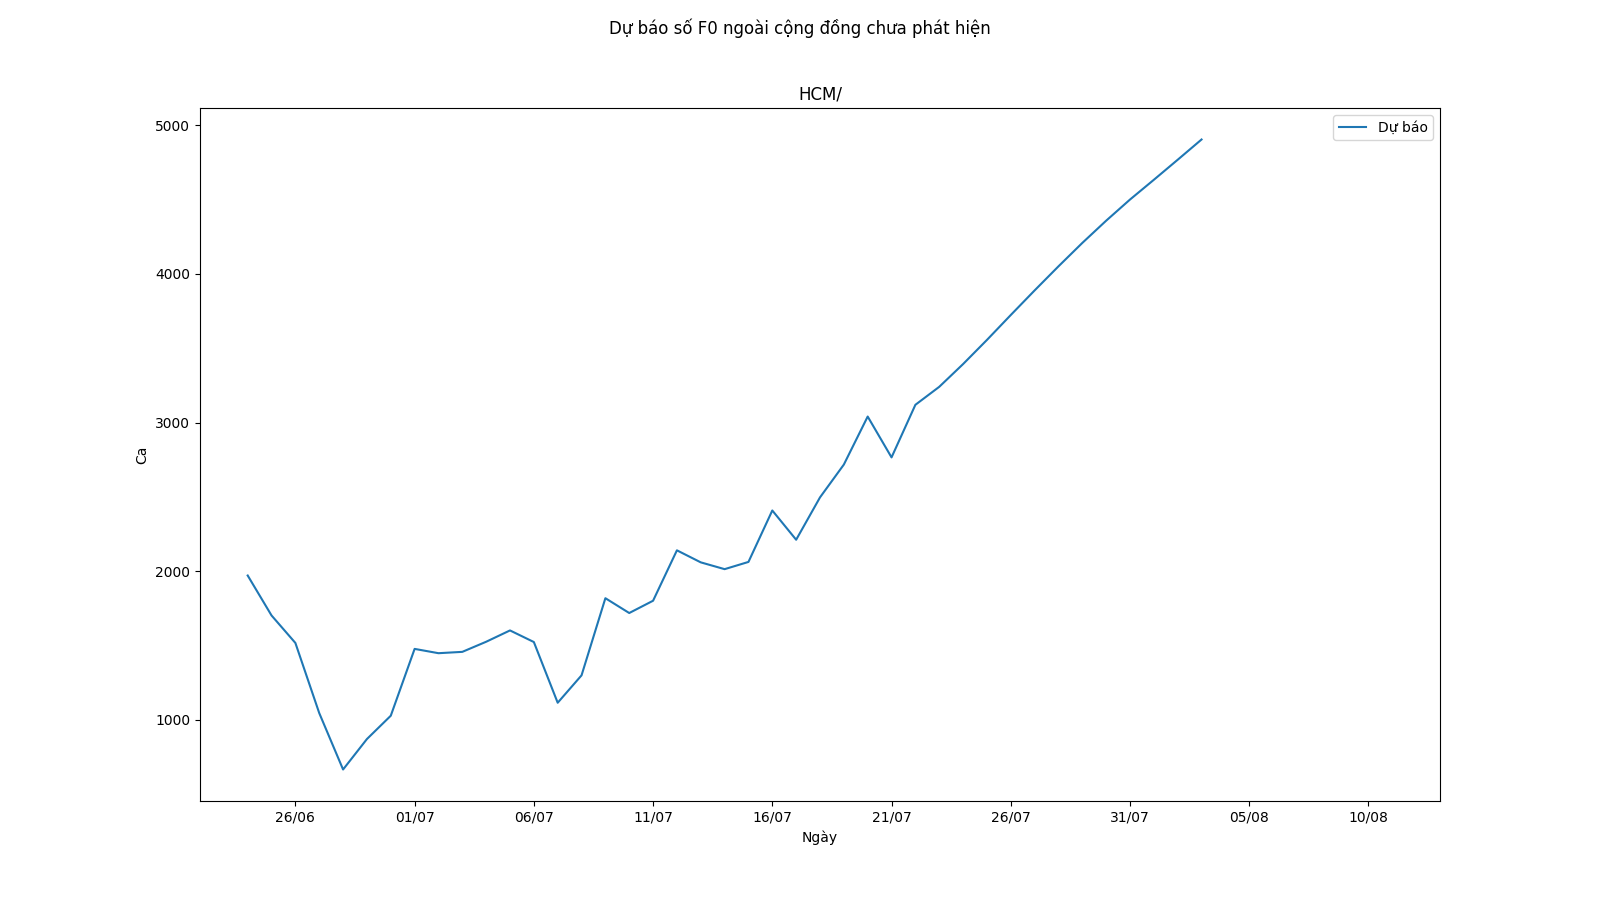 Dự báo số F0 ngoài cộng đồng chưa phát hiện
HCM/
Dự báo
5000
4000
3000
2000
1000
Ca
26/06 01/07 06/07 11/07 16/07 21/07 26/07 31/07 05/08 10/08
Ngày